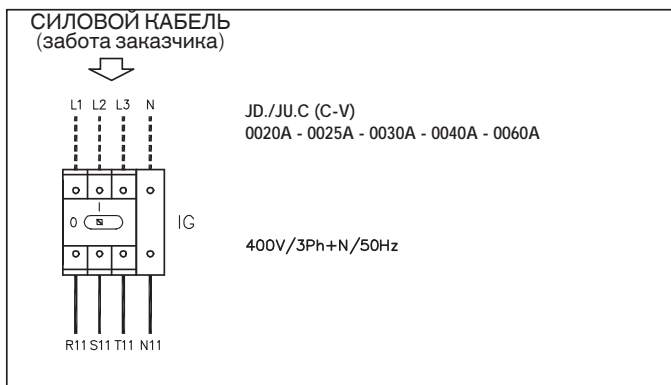 СИЛОВОЙ КАБЕЛЬ
(забота заказчика)
L1 L2 L3 N
JD./JU.C (C-V)
0020A - 0025A - 0030A - 0040A - 0060A
I
0
IG
400V/3Ph+N/50Hz
R11 S11 T11 N11